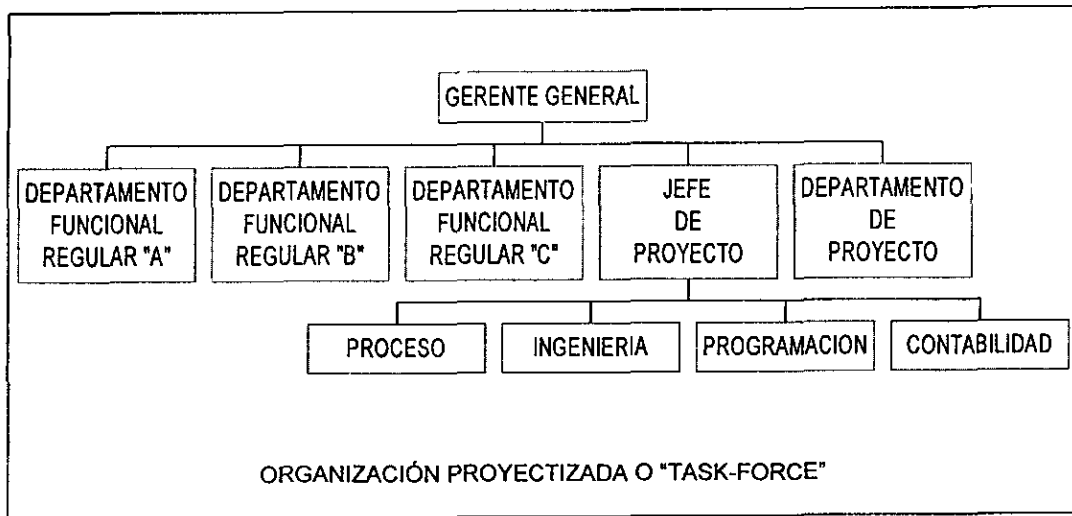 GERENTE GENERAL
DEPARTAMENTO
FUNCIONAL
REGULAR "A"
DEPARTAMENTO
FUNCIONAL
REGULAR "B"
DEPARTAMENTO
FUNCIONAL
REGULAR "C"
JEFE
DE
PROYECTO
DEPARTAMENTO
DE
PROYECTO
PROCESO
INGENIERIA
PROGRAMACION
CONTABILIDAD
ORGANIZACIÓN PROYECTIZADA O "TASK-FORCE"